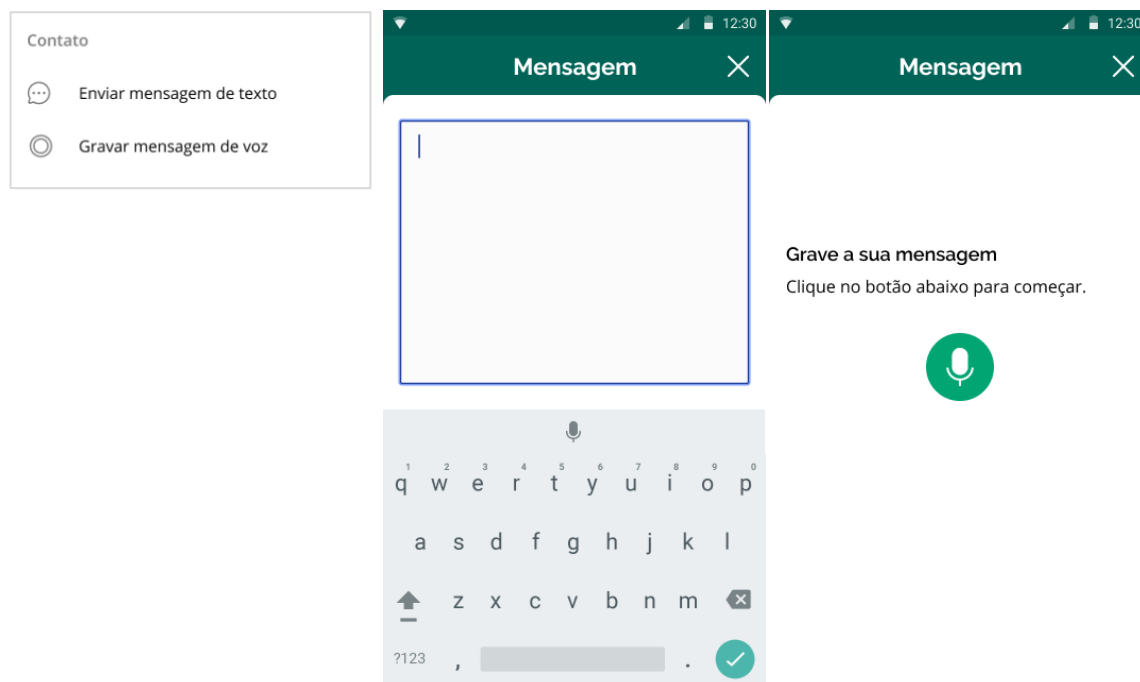 Contato
Enviar mensagem de texto
Gravar mensagem de voz
12:30
Mensagem
1 2 3 4 5 6 7 8 9 0
q w e r t y u i o p
a s d f g h j k l
z x c v b n m
?123 , .
12:30
Mensagem
Grave a sua mensagem
Clique no botão abaixo para começar.